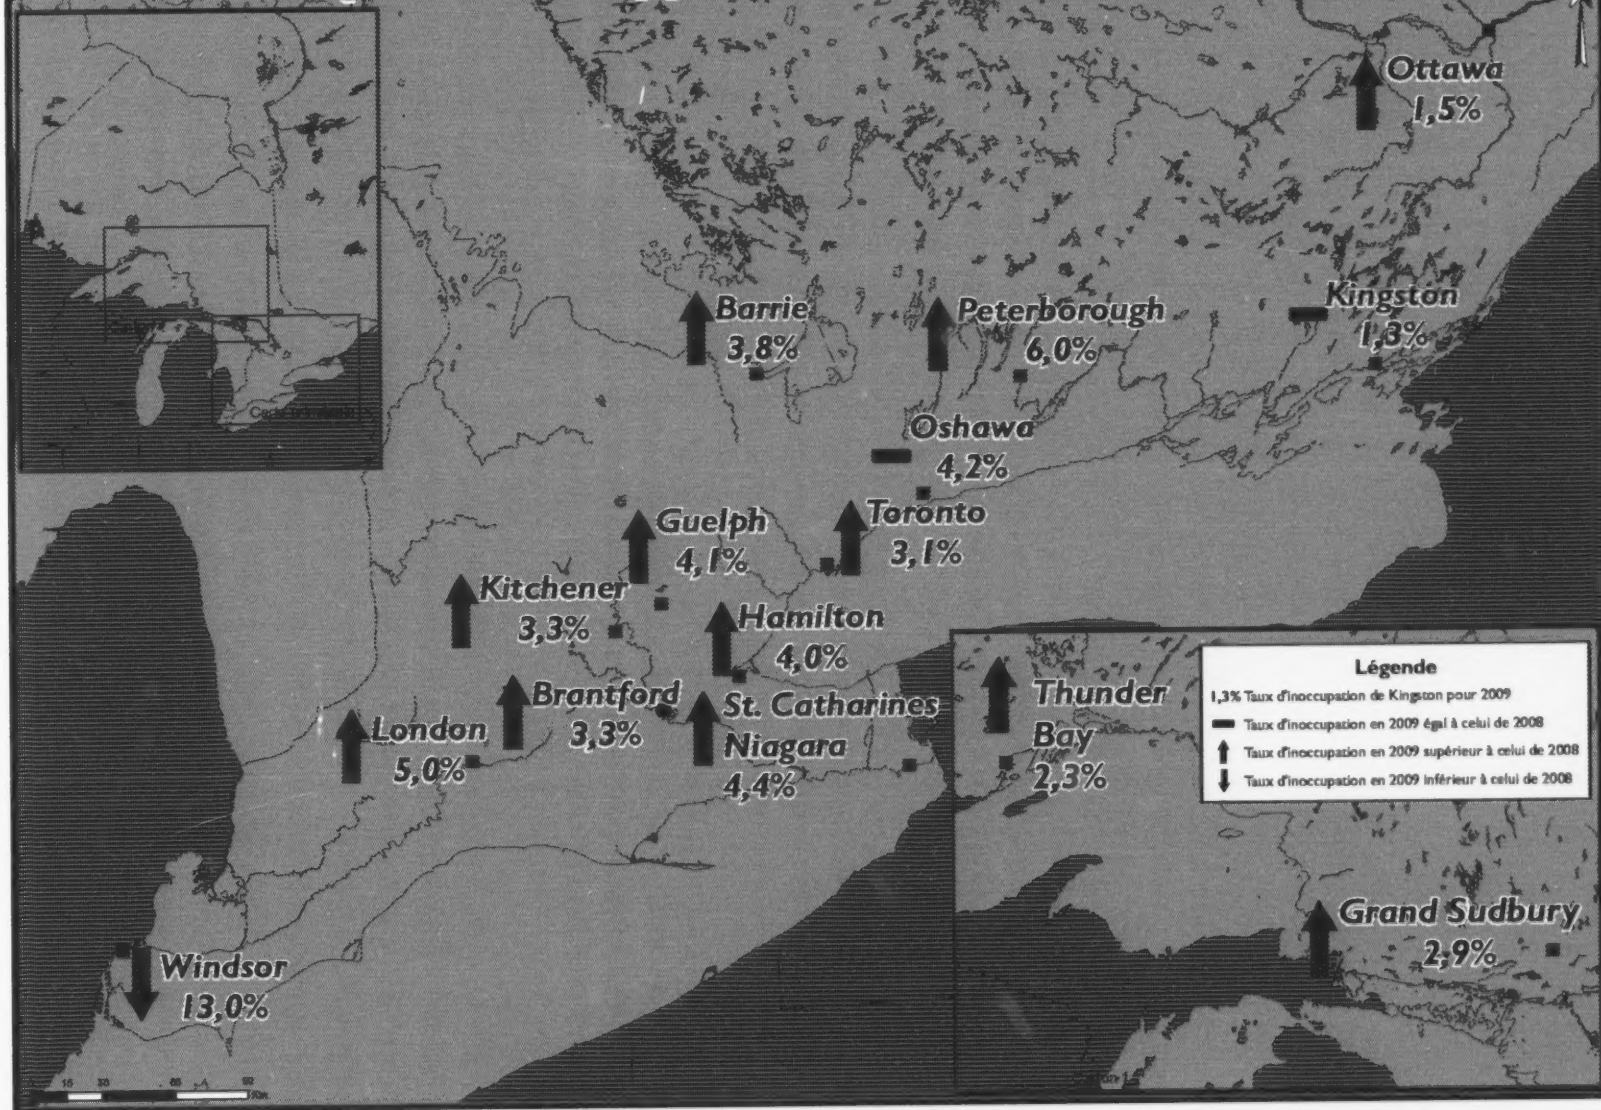 Ottawa
1,5%
Barrie
3,8%
Peterborough
6,0%
Kingston
1,3%
Oshawa
4,2%
Guelph
4,1%
Toronto
3,1%
Kitchener
3,3%
Hamilton
4,0%
Brantford
3,3%
St. Catharines
Niagara
4,4%
London
5,0%
Windsor
13,0%
Thunder
Bay
2,3%
Légende
1,3% Taux d'inoccupation de Kingston pour 2009
Taux d'inoccupation en 2009 égal à celui de 2008
Taux d'inoccupation en 2009 supérieur à celui de 2008
Taux d'inoccupation en 2009 inférieur à celui de 2008
Grand Sudbury
2,9%